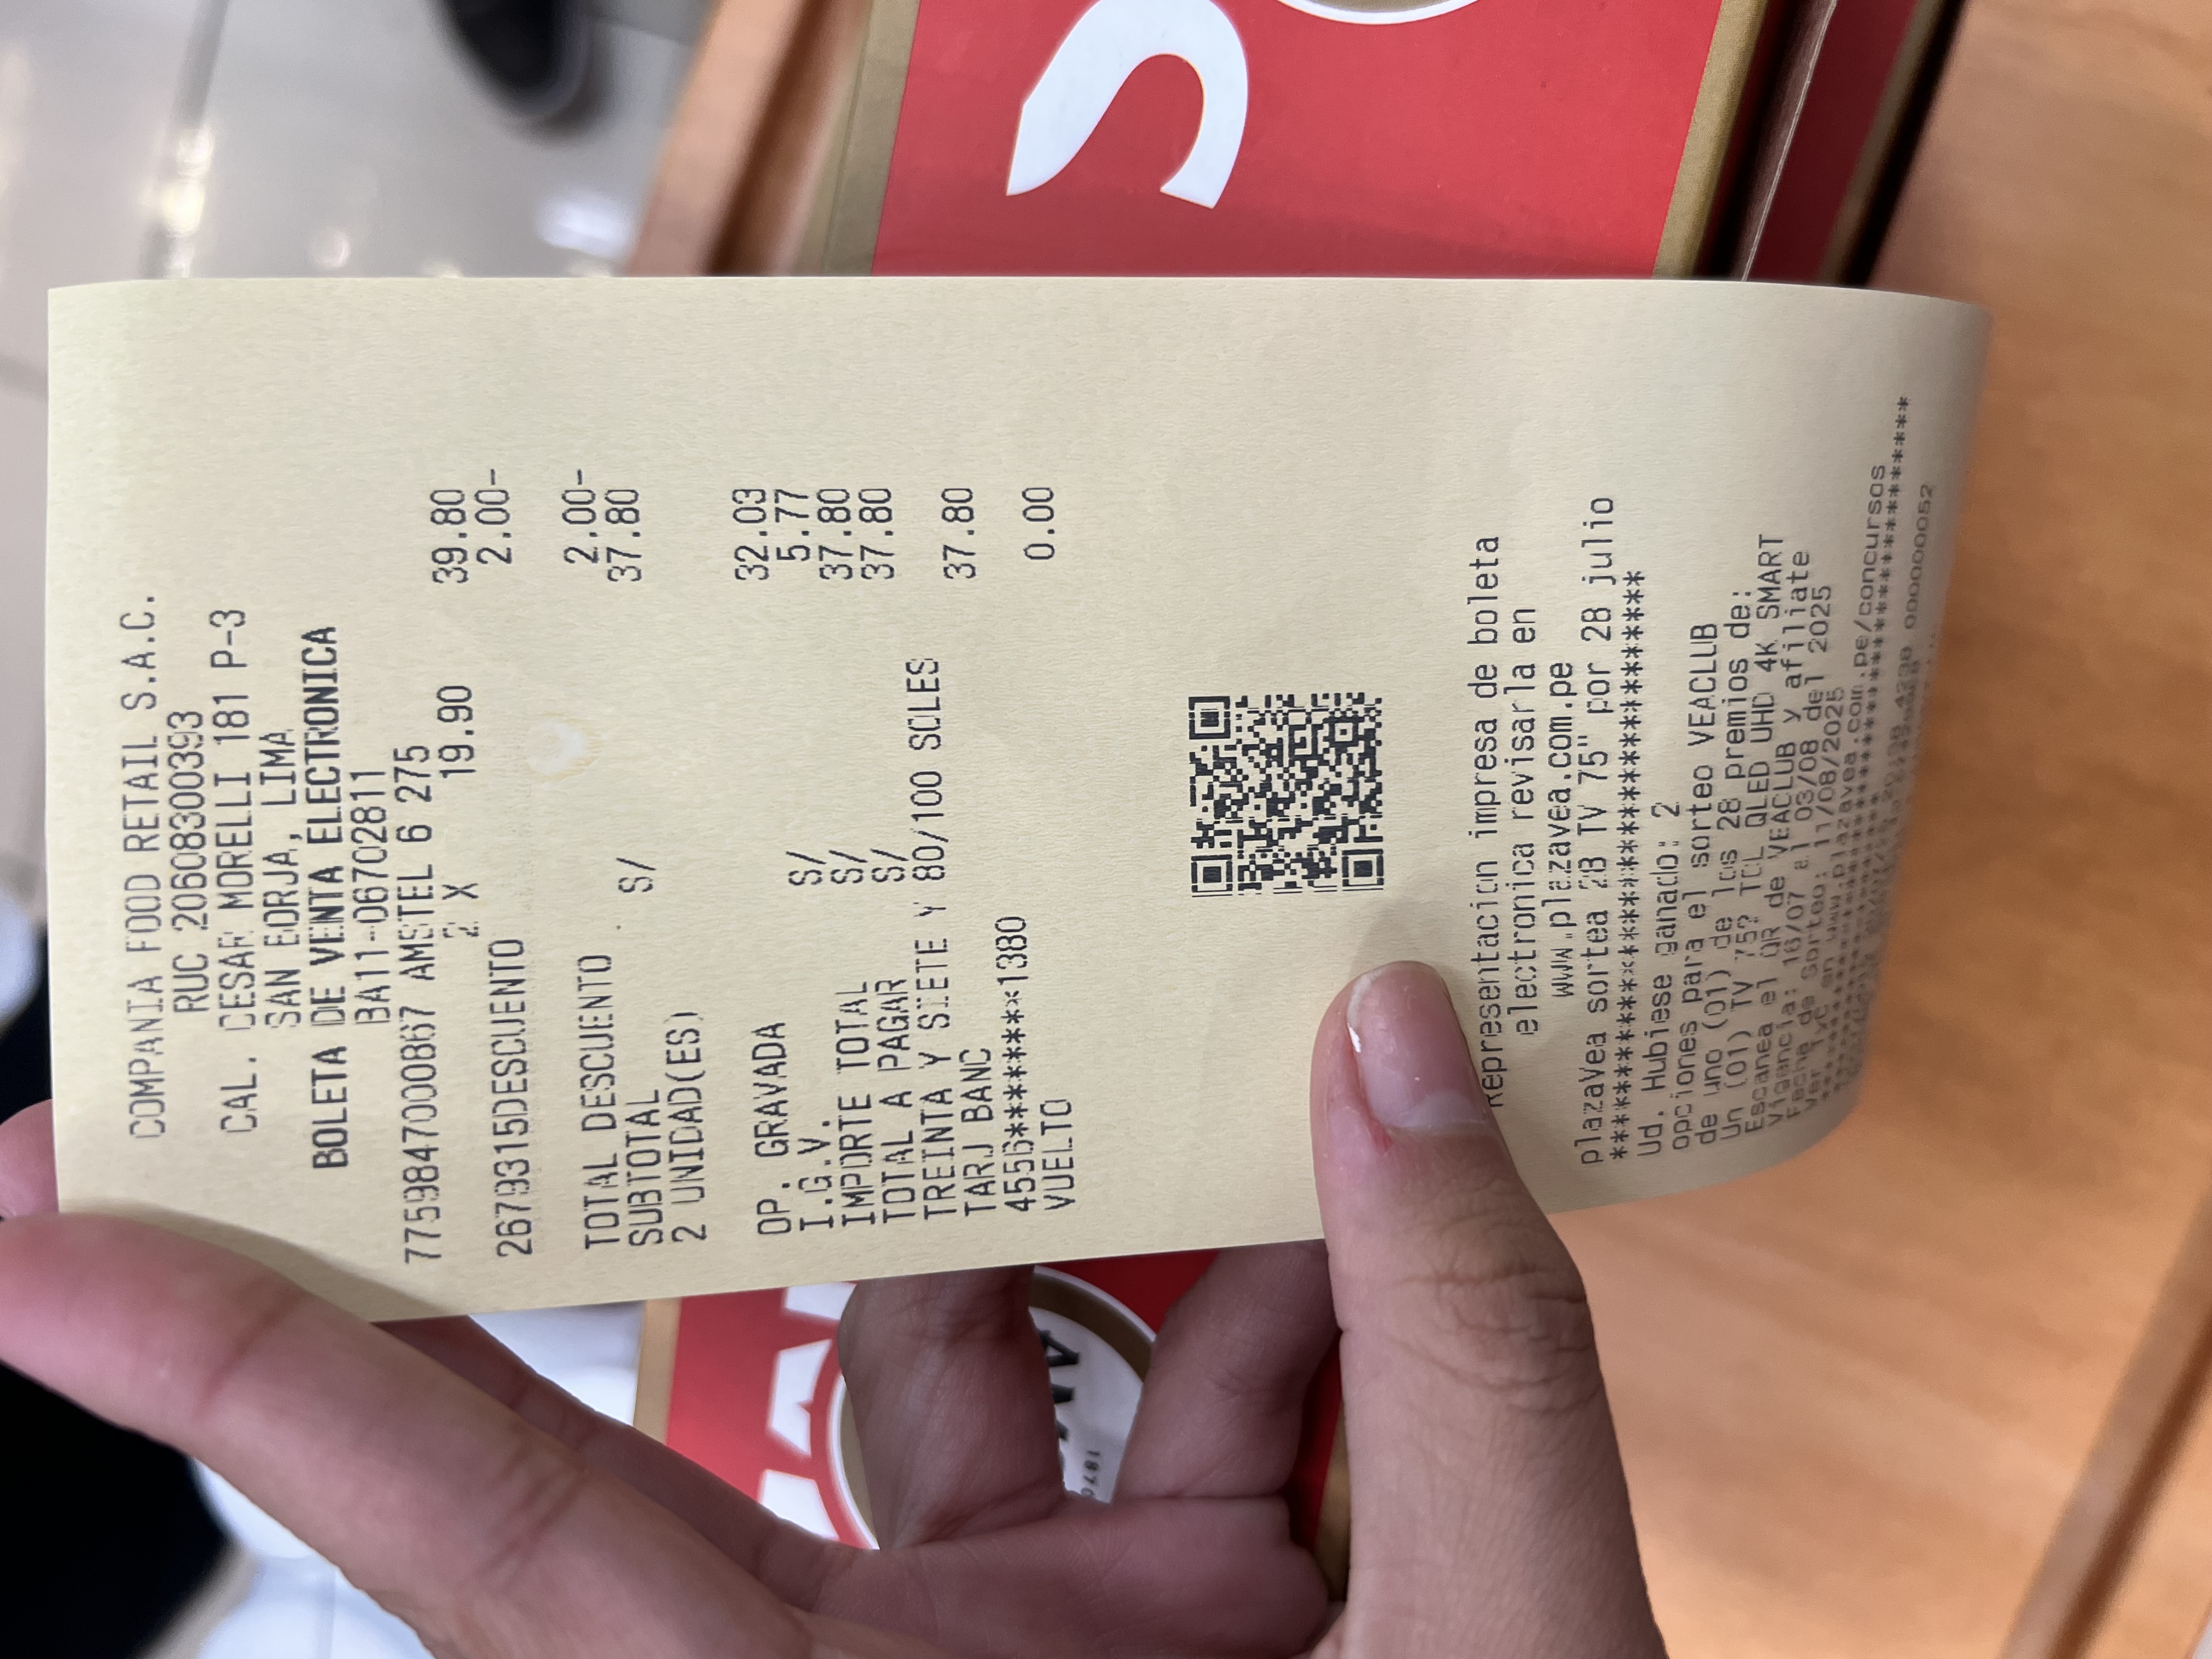 COMPANIA FOOD RETAIL S.A.C.
RUC 20608300393
CAL. CESAR MORELLI 181 P-3
SAN BORJA, LIMA
BOLETA DE VENTA ELECTRONICA
BA11-06702811
7759847000867 AMSTEL 6 275
2 X 19.90 39.80
2679315DESCUENTO 2.00-
TOTAL DESCUENTO 2.00-
SUBTOTAL S/ 37.80
2 UNIDAD(ES)
OP. GRAVADA 32.03
I.G.V. S/ 5.77
IMPORTE TOTAL S/ 37.80
TOTAL A PAGAR S/ 37.80
TREINTA Y SIETE Y 80/100 SOLES
TARJ BANC 37.80
4556********1380
VUELTO 0.00
Representacion impresa de boleta
electronica revisarla en
www.plazavea.com.pe
plazaVea sortea 28 TV 75" por 28 julio
************************************
Ud. Hubiese ganado: 2
opciones para el sorteo VEACLUB
de uno (01) de los 28 premios de:
Un (01) TV 75? TCL QLED UHD 4K SMART
Escanea el QR de VEACLUB y afiliate
Vigencia: 16/07 al 03/08 del 2025
Fecha de Sorteo: 11/08/2025
Ver TyC en www.plazavea.com.pe/concursos
4238 000000052
1870